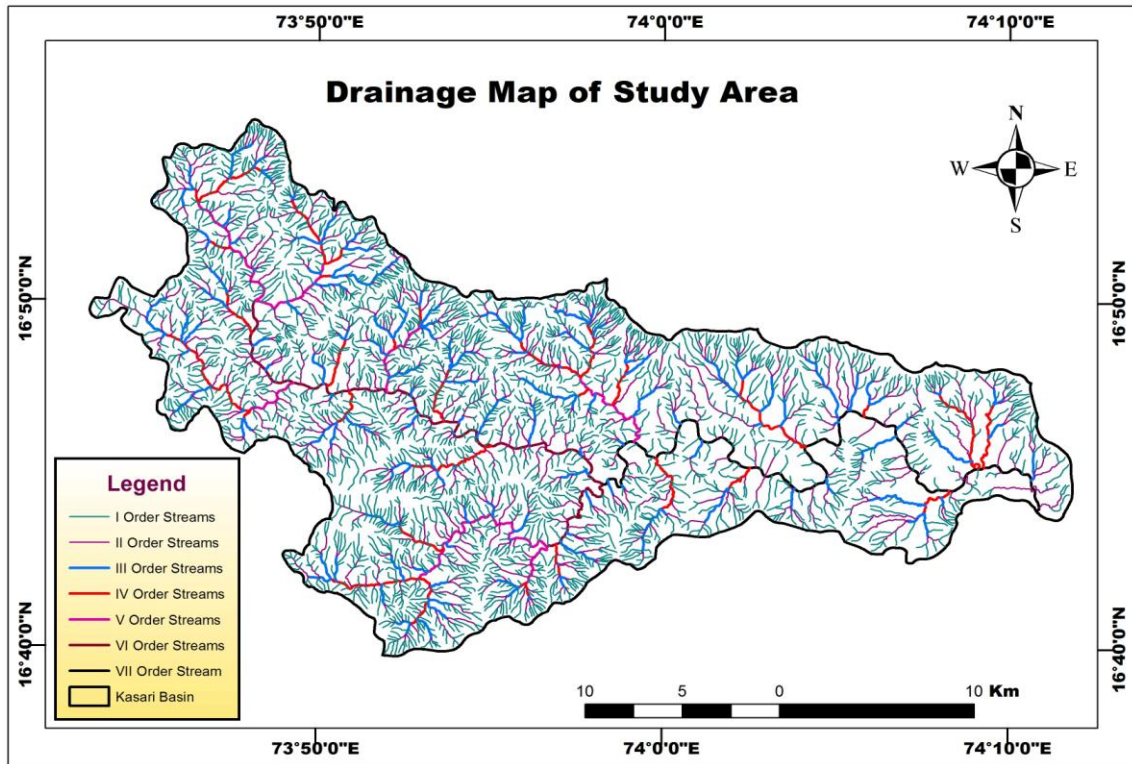 73°50'0"E
74°0'0"E
74°10'0"E
Drainage Map of Study Area
N
W
E
S
16°50'0"N
16°50'0"N
Legend
I Order Streams
II Order Streams
III Order Streams
IV Order Streams
V Order Streams
VI Order Streams
VII Order Stream
Kasari Basin
16°40'0"N
16°40'0"N
10 5 0 10 Km
73°50'0"E
74°0'0"E
74°10'0"E